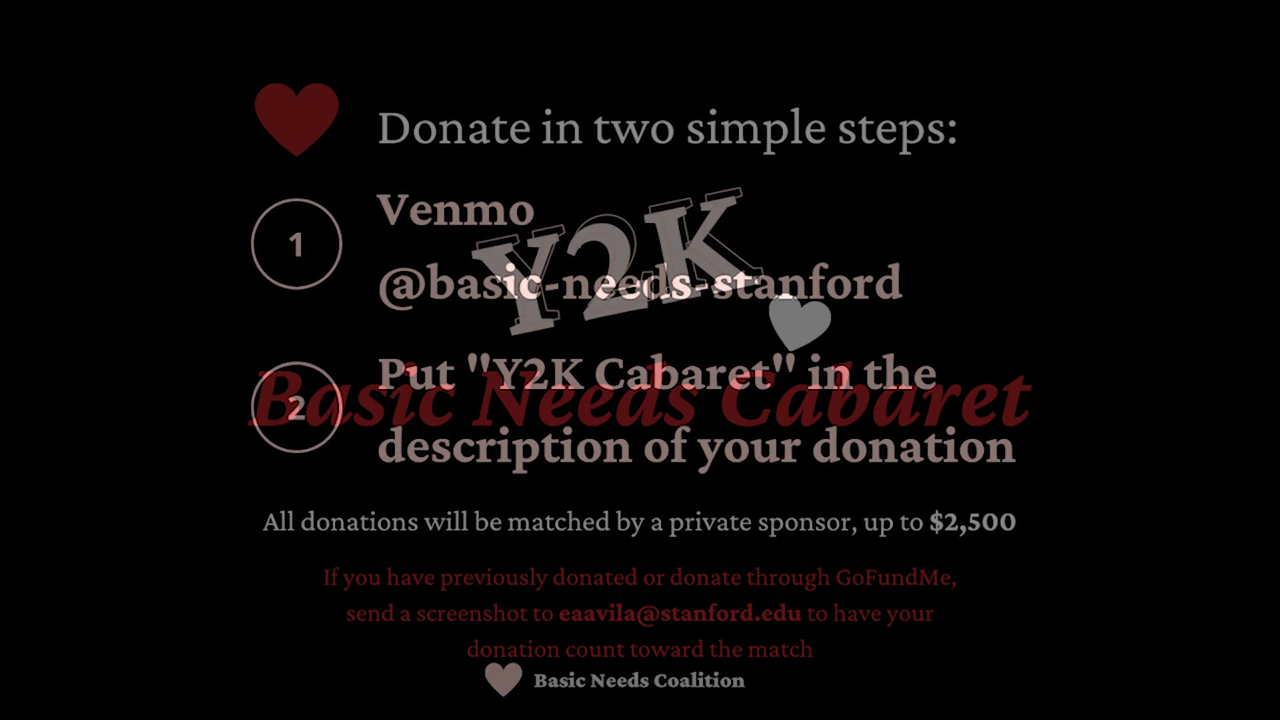 Donate in two simple steps:
1
Venmo
@basic-needs-stanford
Y2K
2
Put "Y2K Cabaret" in the
description of your donation
Basic Needs Cabaret
All donations will be matched by a private sponsor, up to $2,500
If you have previously donated or donate through GoFundMe,
send a screenshot to eaavila@stanford.edu to have your
donation count toward the match
Basic Needs Coalition